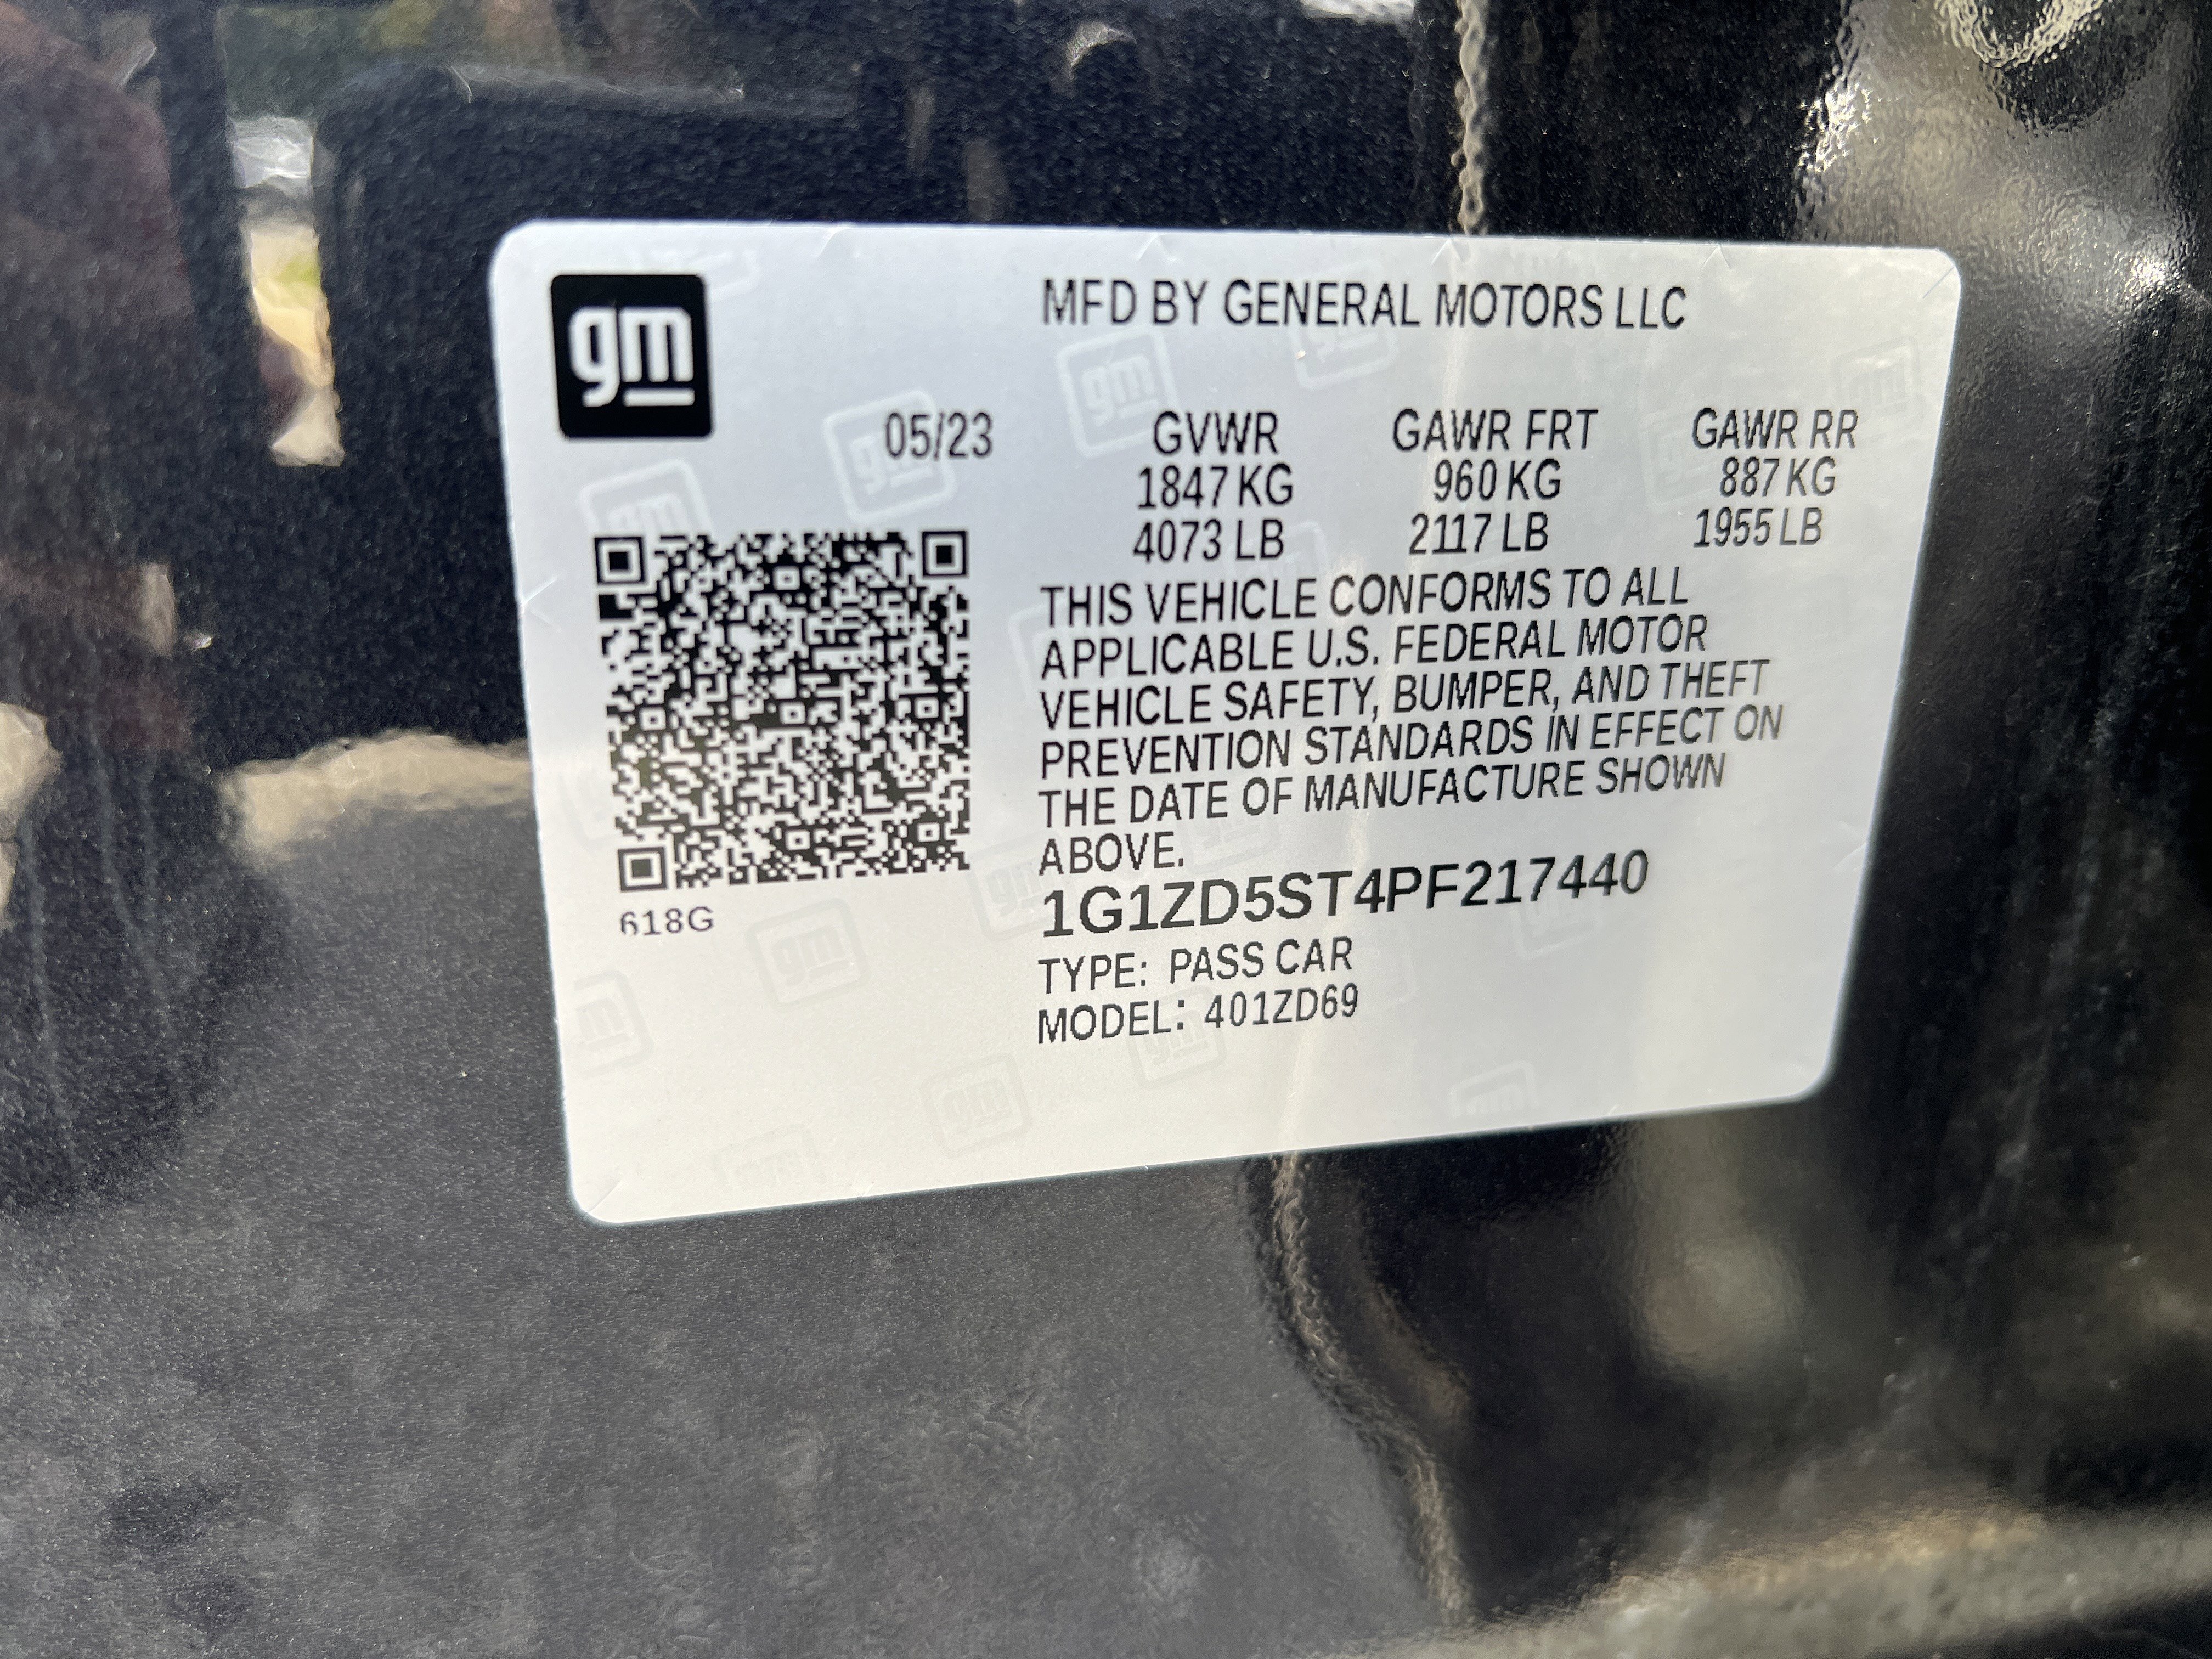 gm
MFD BY GENERAL MOTORS LLC
05/23 GVWR GAWR FRT GAWR RR
1847 KG 960 KG 887 KG
4073 LB 2117 LB 1955 LB
THIS VEHICLE CONFORMS TO ALL
APPLICABLE U.S. FEDERAL MOTOR
VEHICLE SAFETY, BUMPER, AND THEFT
PREVENTION STANDARDS IN EFFECT ON
THE DATE OF MANUFACTURE SHOWN
ABOVE.
1G1ZD5ST4PF217440
618G
TYPE: PASS CAR
MODEL: 401ZD69